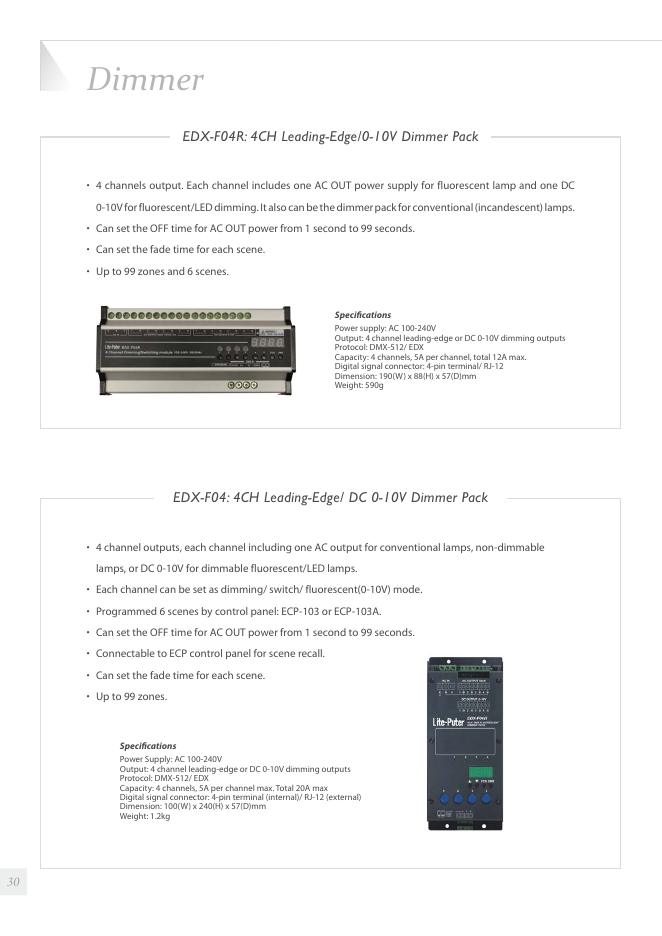 Dimmer
EDX-F04R: 4CH Leading-Edge/0-10V Dimmer Pack
• 4 channels output. Each channel includes one AC OUT power supply for fluorescent lamp and one DC
0-10V for fluorescent/LED dimming. It also can be the dimmer pack for conventional (incandescent) lamps.
• Can set the OFF time for AC OUT power from 1 second to 99 seconds.
• Can set the fade time for each scene.
• Up to 99 zones and 6 scenes.
Lite-Puter EDX-F04R
4 Channel Dimming/Switching module
Specifications
Power supply: AC 100-240V
Output: 4 channel leading-edge or DC 0-10V dimming outputs
Protocol: DMX-512/ EDX
Capacity: 4 channels, 5A per channel, total 12A max.
Digital signal connector: 4-pin terminal/ RJ-12
Dimension: 190(W) x 88(H) x 57(D)mm
Weight: 590g
EDX-F04: 4CH Leading-Edge/ DC 0-10V Dimmer Pack
• 4 channel outputs, each channel including one AC output for conventional lamps, non-dimmable
lamps, or DC 0-10V for dimmable fluorescent/LED lamps.
• Each channel can be set as dimming/ switch/ fluorescent(0-10V) mode.
• Programmed 6 scenes by control panel: ECP-103 or ECP-103A.
• Can set the OFF time for AC OUT power from 1 second to 99 seconds.
• Connectable to ECP control panel for scene recall.
• Can set the fade time for each scene.
• Up to 99 zones.
Lite-Puter
Specifications
Power Supply: AC 100-240V
Output: 4 channel leading-edge or DC 0-10V dimming outputs
Protocol: DMX-512/ EDX
Capacity: 4 channels, 5A per channel max. Total 20A max
Digital signal connector: 4-pin terminal (internal)/ RJ-12 (external)
Dimension: 100(W) x 240(H) x 57(D)mm
Weight: 1.2kg
30